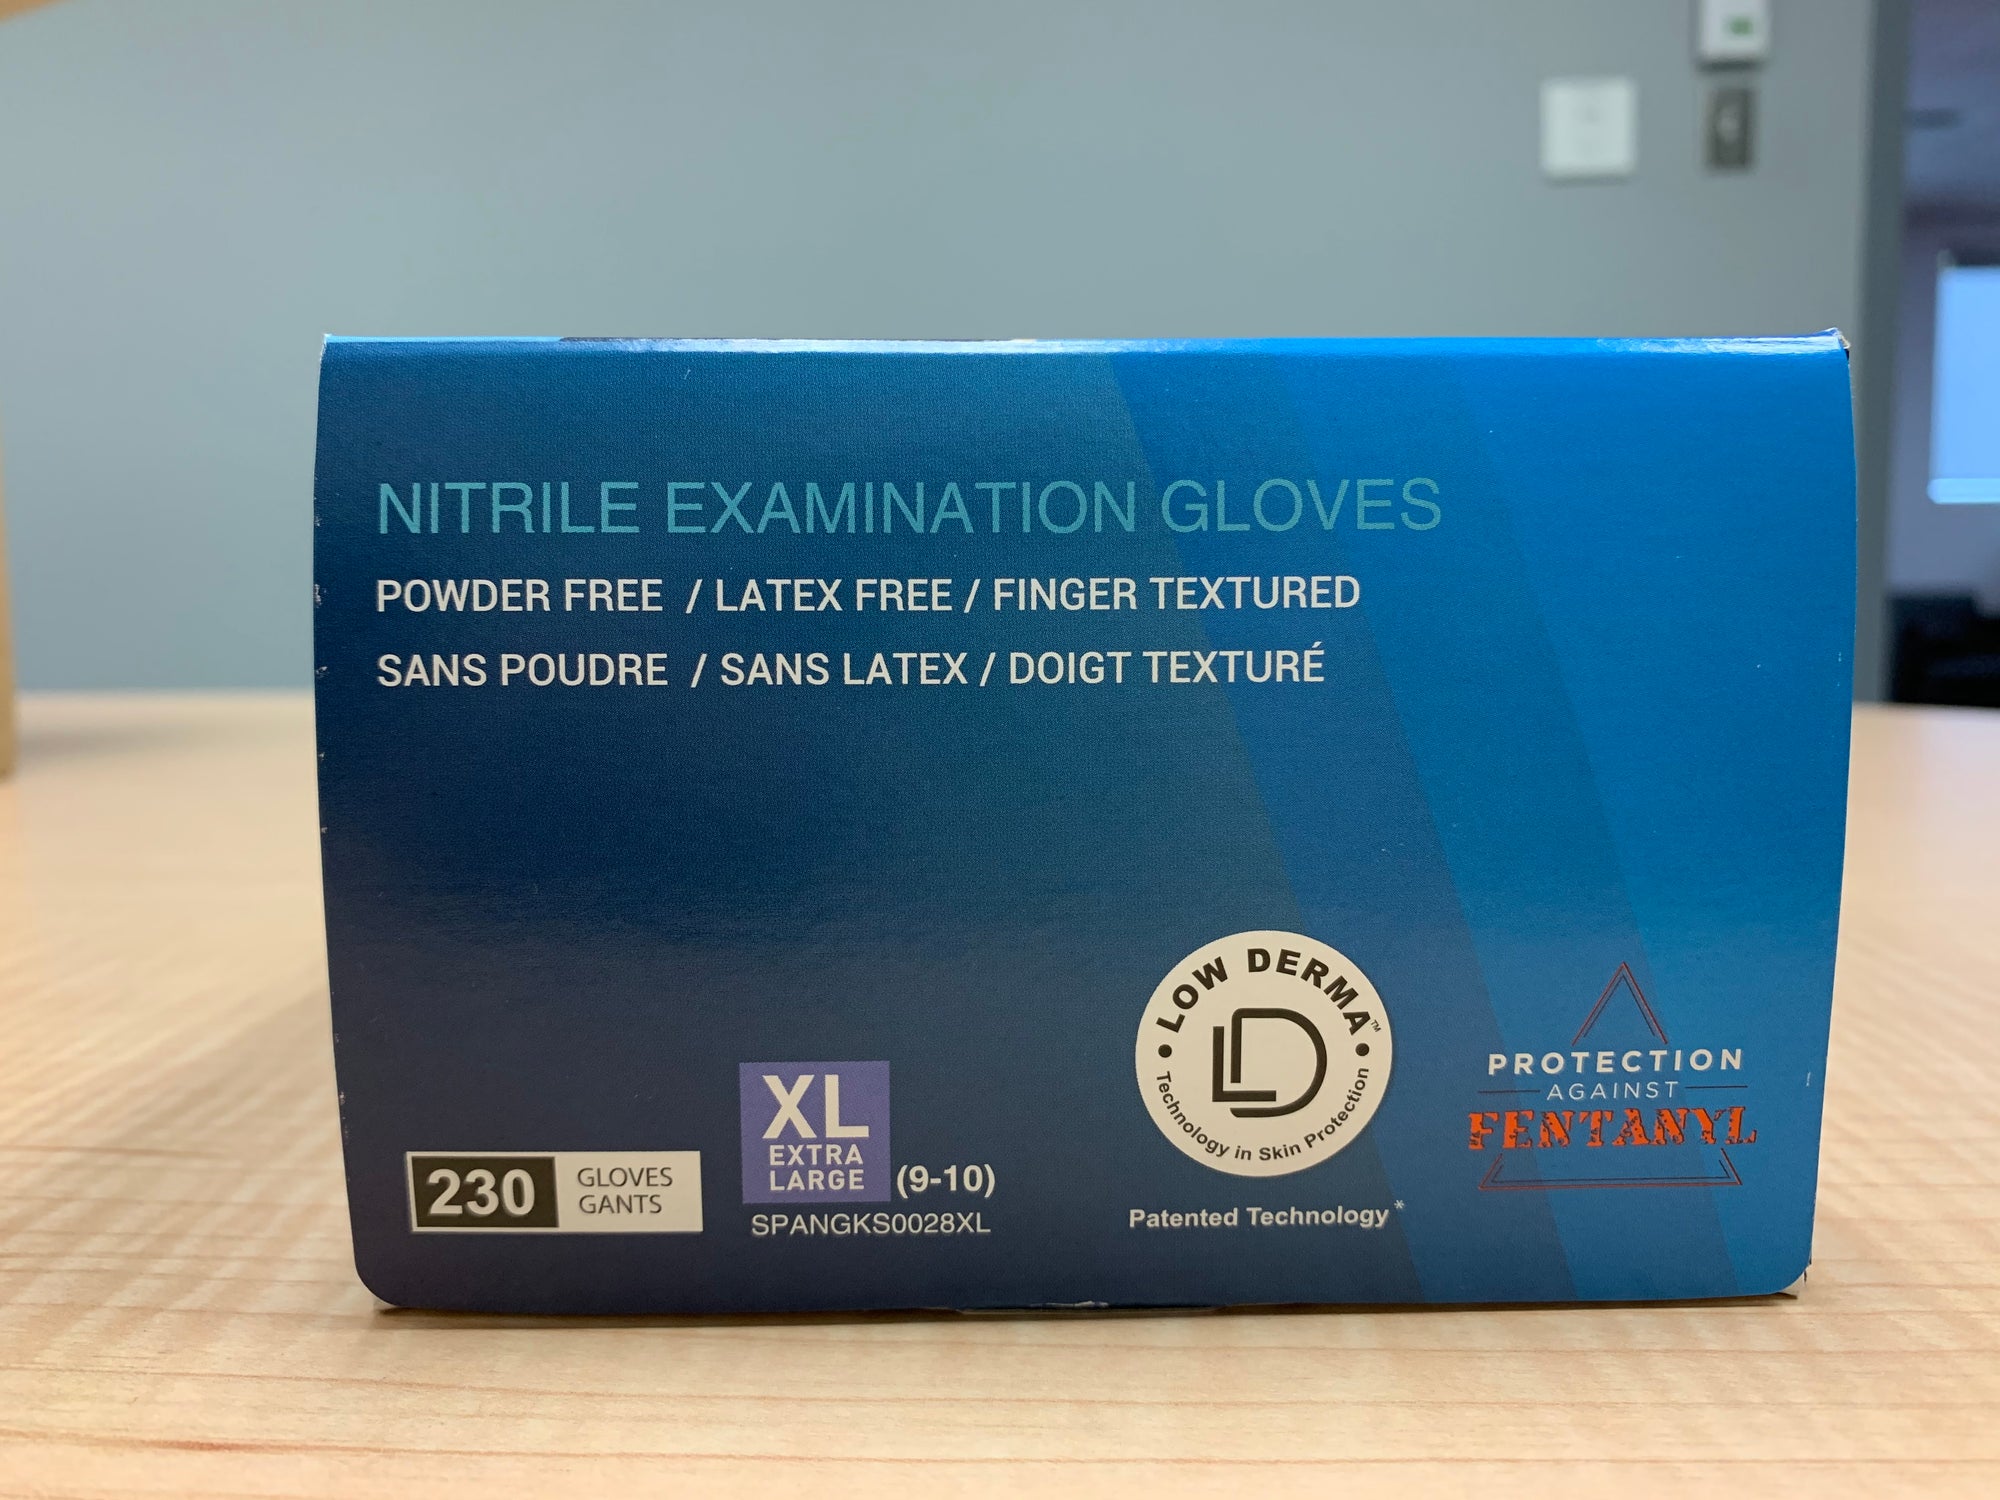 NITRILE EXAMINATION GLOVES
POWDER FREE / LATEX FREE / FINGER TEXTURED
SANS POUDRE / SANS LATEX / DOIGT TEXTURÉ
230
GLOVES
GANTS
XL
EXTRA
LARGE
(9-10)
SPANGKS0028XL
• LOW DERMA™ •
LD
Technology in Skin Protection
Patented Technology*
PROTECTION
AGAINST
FENTANYL